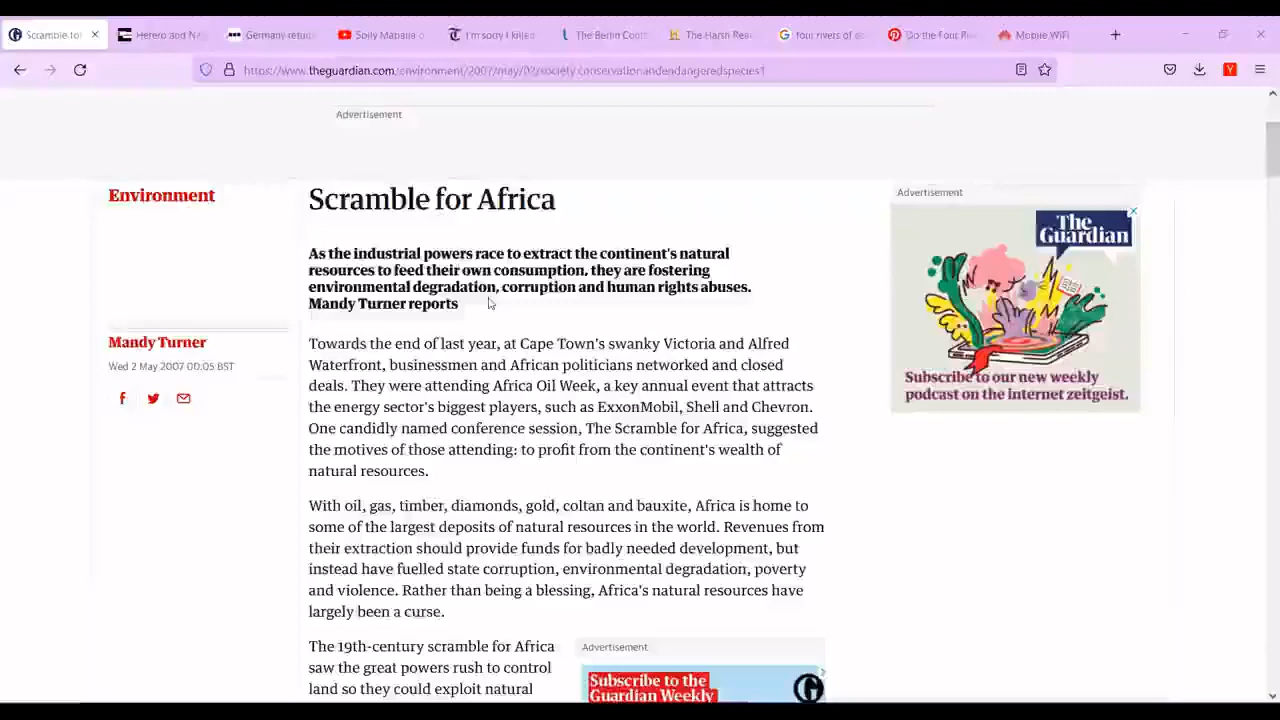 Scramble for
Herero and Na
Germany retur
Solly Mapaila o
I'm sorry I killed
The Berlin Conf
The Harsh Rea
four rivers of
Do the Four R
Mobile WiFi
https://www.theguardian.com/environment/2007/may/02/society.conservationandendangeredspecies1
Advertisement
Environment
Scramble for Africa
Advertisement
The
Guardian
As the industrial powers race to extract the continent's natural
resources to feed their own consumption, they are fostering
environmental degradation, corruption and human rights abuses.
Mandy Turner reports
Mandy Turner
Wed 2 May 2007 00.05 BST
Towards the end of last year, at Cape Town's swanky Victoria and Alfred
Waterfront, businessmen and African politicians networked and closed
deals. They were attending Africa Oil Week, a key annual event that attracts
the energy sector's biggest players, such as ExxonMobil, Shell and Chevron.
One candidly named conference session, The Scramble for Africa, suggested
the motives of those attending: to profit from the continent's wealth of
natural resources.
Subscribe to our new weekly
podcast on the internet zeitgeist.
With oil, gas, timber, diamonds, gold, coltan and bauxite, Africa is home to
some of the largest deposits of natural resources in the world. Revenues from
their extraction should provide funds for badly needed development, but
instead have fuelled state corruption, environmental degradation, poverty
and violence. Rather than being a blessing, Africa's natural resources have
largely been a curse.
The 19th-century scramble for Africa
saw the great powers rush to control
land so they could exploit natural
Advertisement
Subscribe to the
Guardian Weekly